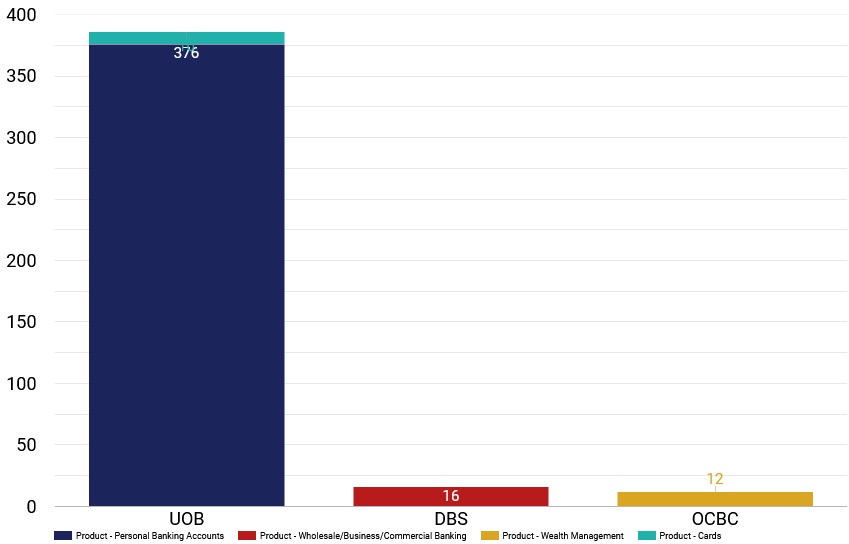 400
350
300
250
200
150
100
50
0
376
16
12
UOB
DBS
OCBC
Product - Personal Banking Accounts
Product - Wholesale/Business/Commercial Banking
Product - Wealth Management
Product - Cards